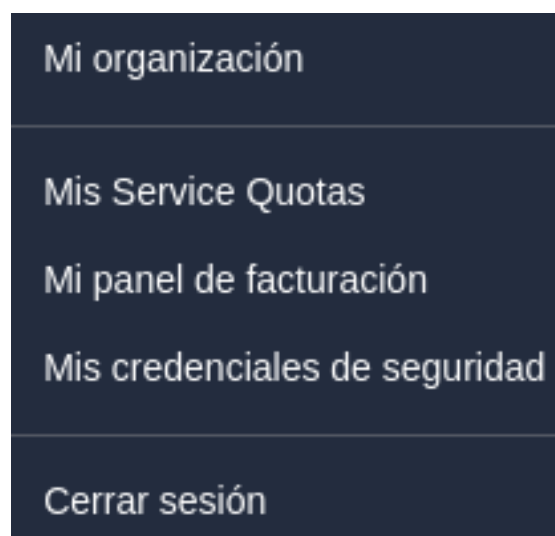 Mi organización
Mis Service Quotas
Mi panel de facturación
Mis credenciales de seguridad
Cerrar sesión